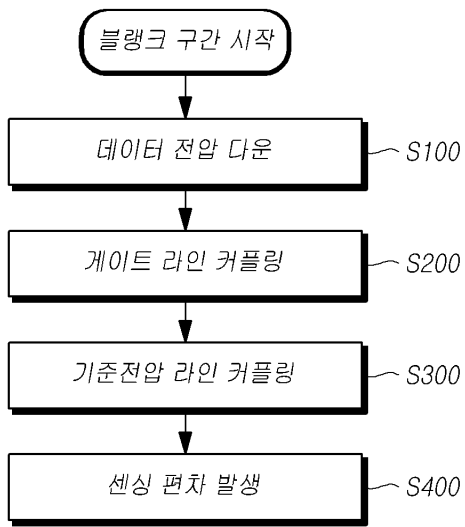 블랭크 구간 시작
데이터 전압 다운
S100
게이트 라인 커플링
S200
기준전압 라인 커플링
S300
센싱 편차 발생
S400